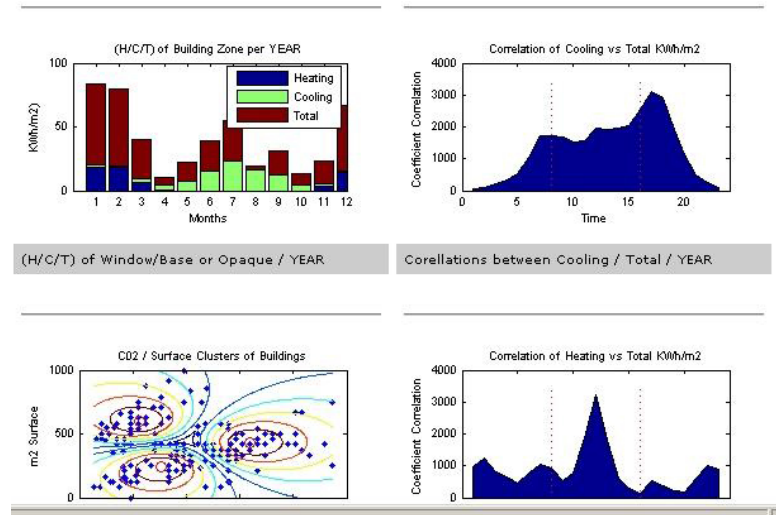 (H/C/T) of Building Zone per YEAR
KWh/m2)
100
50
0
Heating
Cooling
Total
1 2 3 4 5 6 7 8 9 10 11 12
Months
Correlation of Cooling vs Total KWh/m2
Coefficient Correlation
4000
3000
2000
1000
0
0 5 10 15 20
Time
(H/C/T) of Window/Base or Opaque / YEAR
Corellations between Cooling / Total / YEAR
C02 / Surface Clusters of Buildings
m2 Surface
1000
500
0
Correlation of Heating vs Total KWh/m2
Coefficient Correlation
4000
3000
2000
1000
0